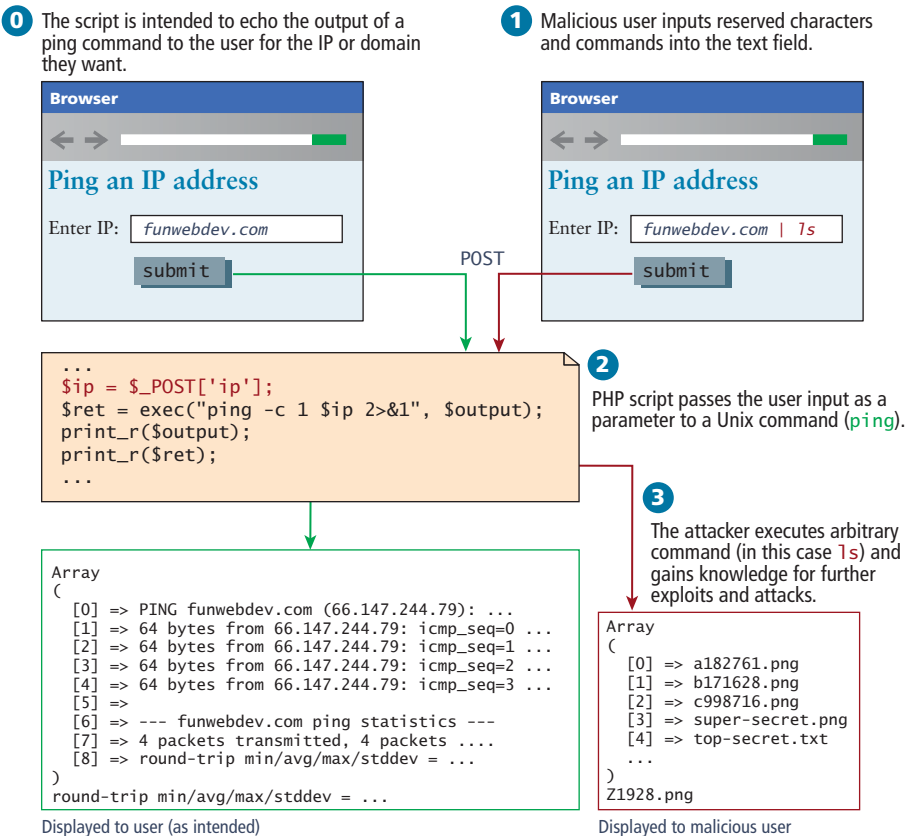 0 The script is intended to echo the output of a
ping command to the user for the IP or domain
they want.
Browser
Ping an IP address
Enter IP: funwebdev.com
submit
1 Malicious user inputs reserved characters
and commands into the text field.
Browser
Ping an IP address
Enter IP: funwebdev.com | ls
submit
POST
...
$ip = $_POST['ip'];
$ret = exec("ping -c 1 $ip 2>&1", $output);
print_r($output);
print_r($ret);
...
2
PHP script passes the user input as a
parameter to a Unix command (ping).
3
The attacker executes arbitrary
command (in this case ls) and
gains knowledge for further
exploits and attacks.
Array
(
[0] => PING funwebdev.com (66.147.244.79): ...
[1] => 64 bytes from 66.147.244.79: icmp_seq=0 ...
[2] => 64 bytes from 66.147.244.79: icmp_seq=1 ...
[3] => 64 bytes from 66.147.244.79: icmp_seq=2 ...
[4] => 64 bytes from 66.147.244.79: icmp_seq=3 ...
[5] =>
[6] => --- funwebdev.com ping statistics ---
[7] => 4 packets transmitted, 4 packets ....
[8] => round-trip min/avg/max/stddev = ...
)
round-trip min/avg/max/stddev = ...
Displayed to user (as intended)
Array
(
[0] => a182761.png
[1] => b171628.png
[2] => c998716.png
[3] => super-secret.png
[4] => top-secret.txt
...
)
Z1928.png
Displayed to malicious user